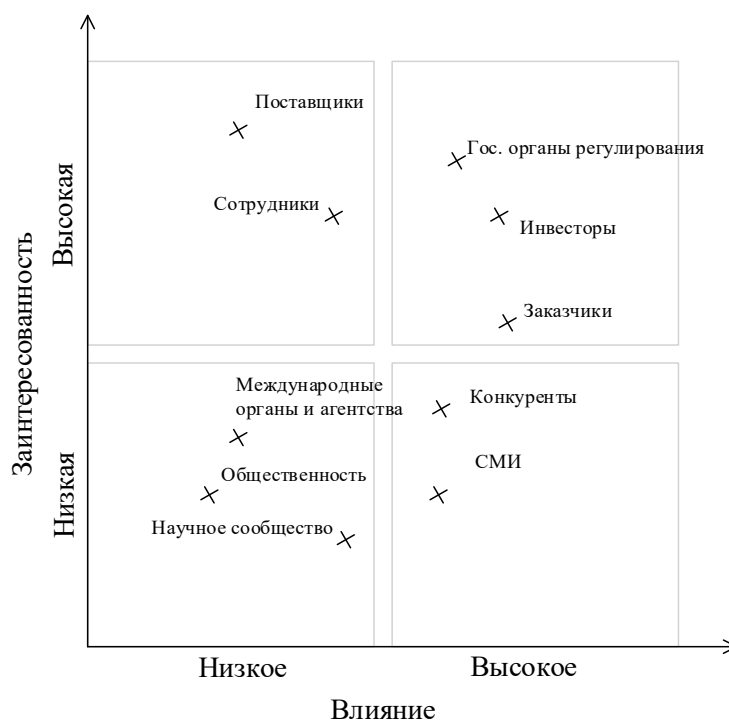 Поставщики
Гос. органы регулирования
Сотрудники
Инвесторы
Заказчики
Международные
органы и агентства
Конкуренты
Общественность
СМИ
Научное сообщество
Заинтересованность
Высокая
Низкая
Низкое
Высокое
Влияние